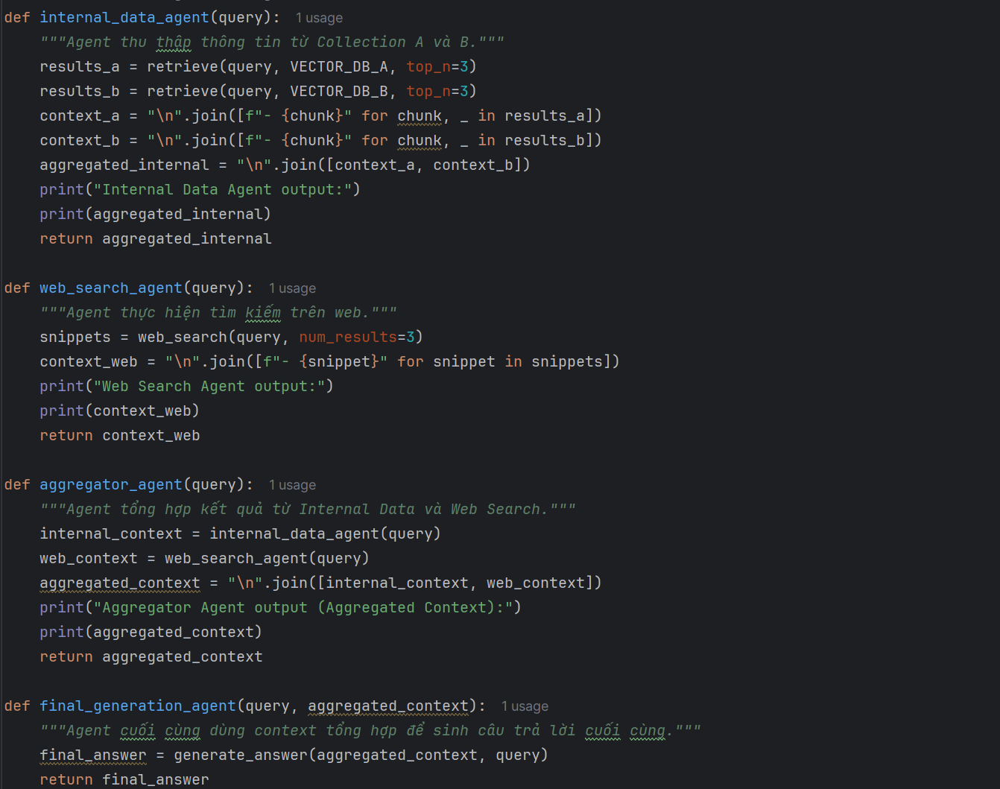 def internal_data_agent(query): 1 usage
    """Agent thu thập thông tin từ Collection A và B."""
    results_a = retrieve(query, VECTOR_DB_A, top_n=3)
    results_b = retrieve(query, VECTOR_DB_B, top_n=3)
    context_a = "\n".join([f"- {chunk}" for chunk, _ in results_a])
    context_b = "\n".join([f"- {chunk}" for chunk, _ in results_b])
    aggregated_internal = "\n".join([context_a, context_b])
    print("Internal Data Agent output:")
    print(aggregated_internal)
    return aggregated_internal

def web_search_agent(query): 1 usage
    """Agent thực hiện tìm kiếm trên web."""
    snippets = web_search(query, num_results=3)
    context_web = "\n".join([f"- {snippet}" for snippet in snippets])
    print("Web Search Agent output:")
    print(context_web)
    return context_web

def aggregator_agent(query): 1 usage
    """Agent tổng hợp kết quả từ Internal Data và Web Search."""
    internal_context = internal_data_agent(query)
    web_context = web_search_agent(query)
    aggregated_context = "\n".join([internal_context, web_context])
    print("Aggregator Agent output (Aggregated Context):")
    print(aggregated_context)
    return aggregated_context

def final_generation_agent(query, aggregated_context): 1 usage
    """Agent cuối cùng dùng context tổng hợp để sinh câu trả lời cuối cùng."""
    final_answer = generate_answer(aggregated_context, query)
    return final_answer